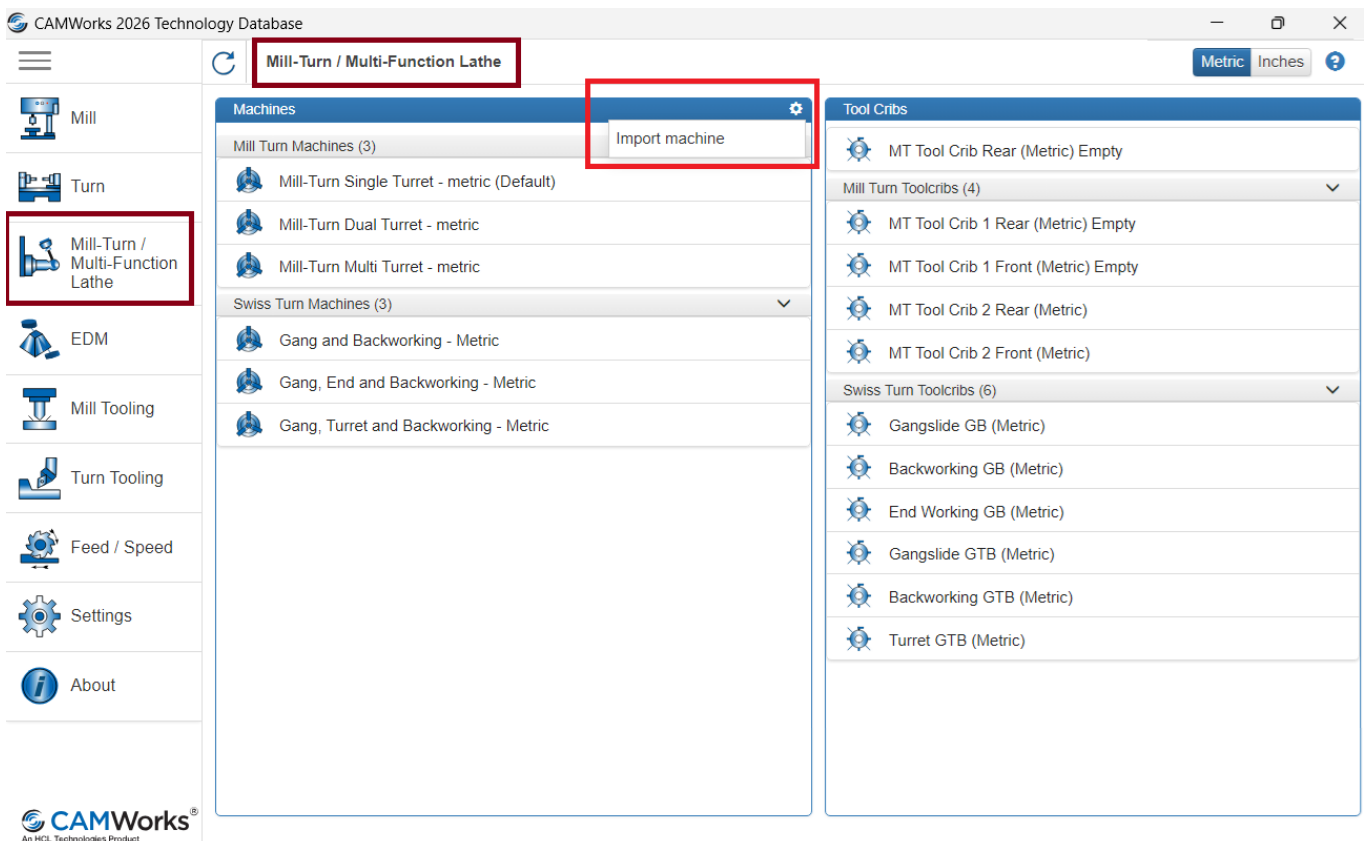 CAMWorks 2026 Technology Database
Mill-Turn / Multi-Function Lathe
Metric Inches ?
Mill
Turn
Mill-Turn /
Multi-Function
Lathe
EDM
Mill Tooling
Turn Tooling
Feed / Speed
Settings
About
CAMWorks®
An HCL Technologies Product
Machines
Import machine
Mill Turn Machines (3)
Mill-Turn Single Turret - metric (Default)
Mill-Turn Dual Turret - metric
Mill-Turn Multi Turret - metric
Swiss Turn Machines (3)
Gang and Backworking - Metric
Gang, End and Backworking - Metric
Gang, Turret and Backworking - Metric
Tool Cribs
MT Tool Crib Rear (Metric) Empty
Mill Turn Toolcribs (4)
MT Tool Crib 1 Rear (Metric) Empty
MT Tool Crib 1 Front (Metric) Empty
MT Tool Crib 2 Rear (Metric)
MT Tool Crib 2 Front (Metric)
Swiss Turn Toolcribs (6)
Gangslide GB (Metric)
Backworking GB (Metric)
End Working GB (Metric)
Gangslide GTB (Metric)
Backworking GTB (Metric)
Turret GTB (Metric)